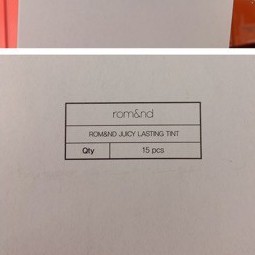 rom&nd
ROM&ND JUICY LASTING TINT
Qty 15 pcs